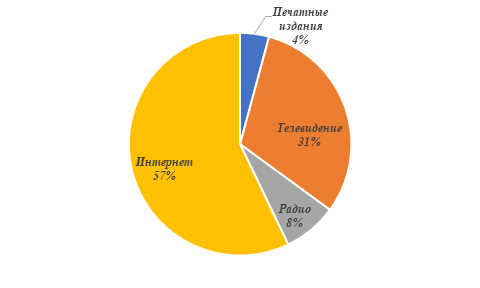 Печатные
издания
4%
Телевидение
31%
Радио
8%
Интернет
57%